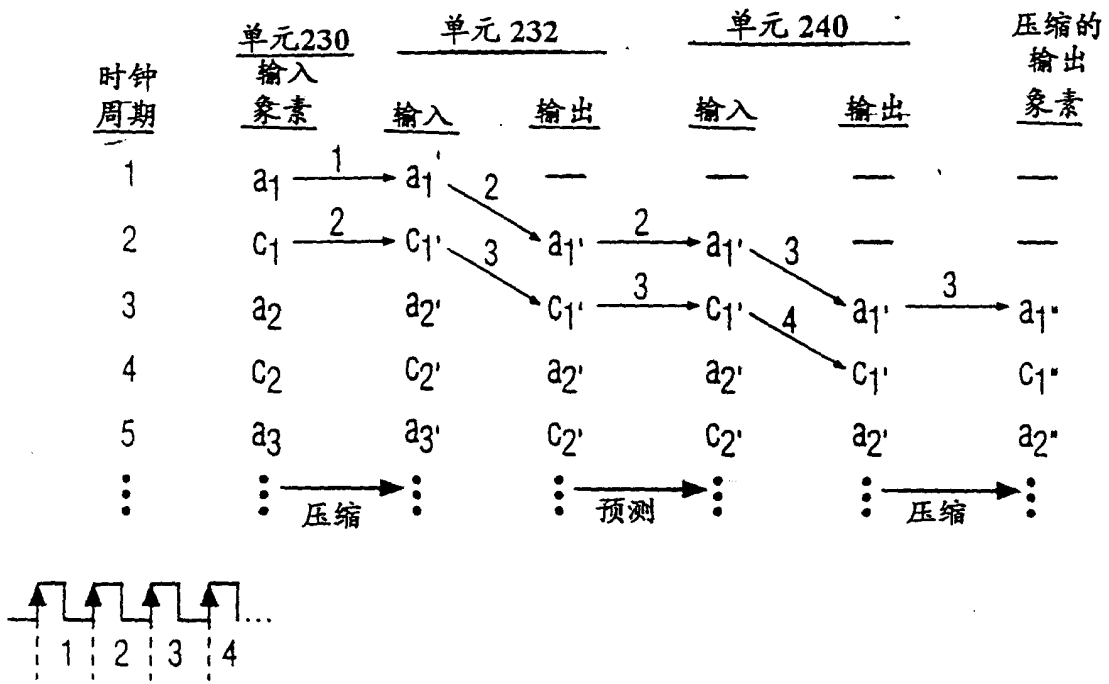 单元230 单元 232 单元 240 压缩的
时钟 输入 输出
周期 象素 输入 输出 输入 输出 象素
1 a1 1 a1' 2 — — — — —
2 c1 2 c1' 3 a1' 2 a1' 3 — —
3 a2 a2' c1' 3 c1' 4 a1' 3 a1"
4 c2 c2' a2' a2' c1' c1"
5 a3 a3' c2' c2' a2' a2"
压缩 预测 压缩
1 2 3 4 ...